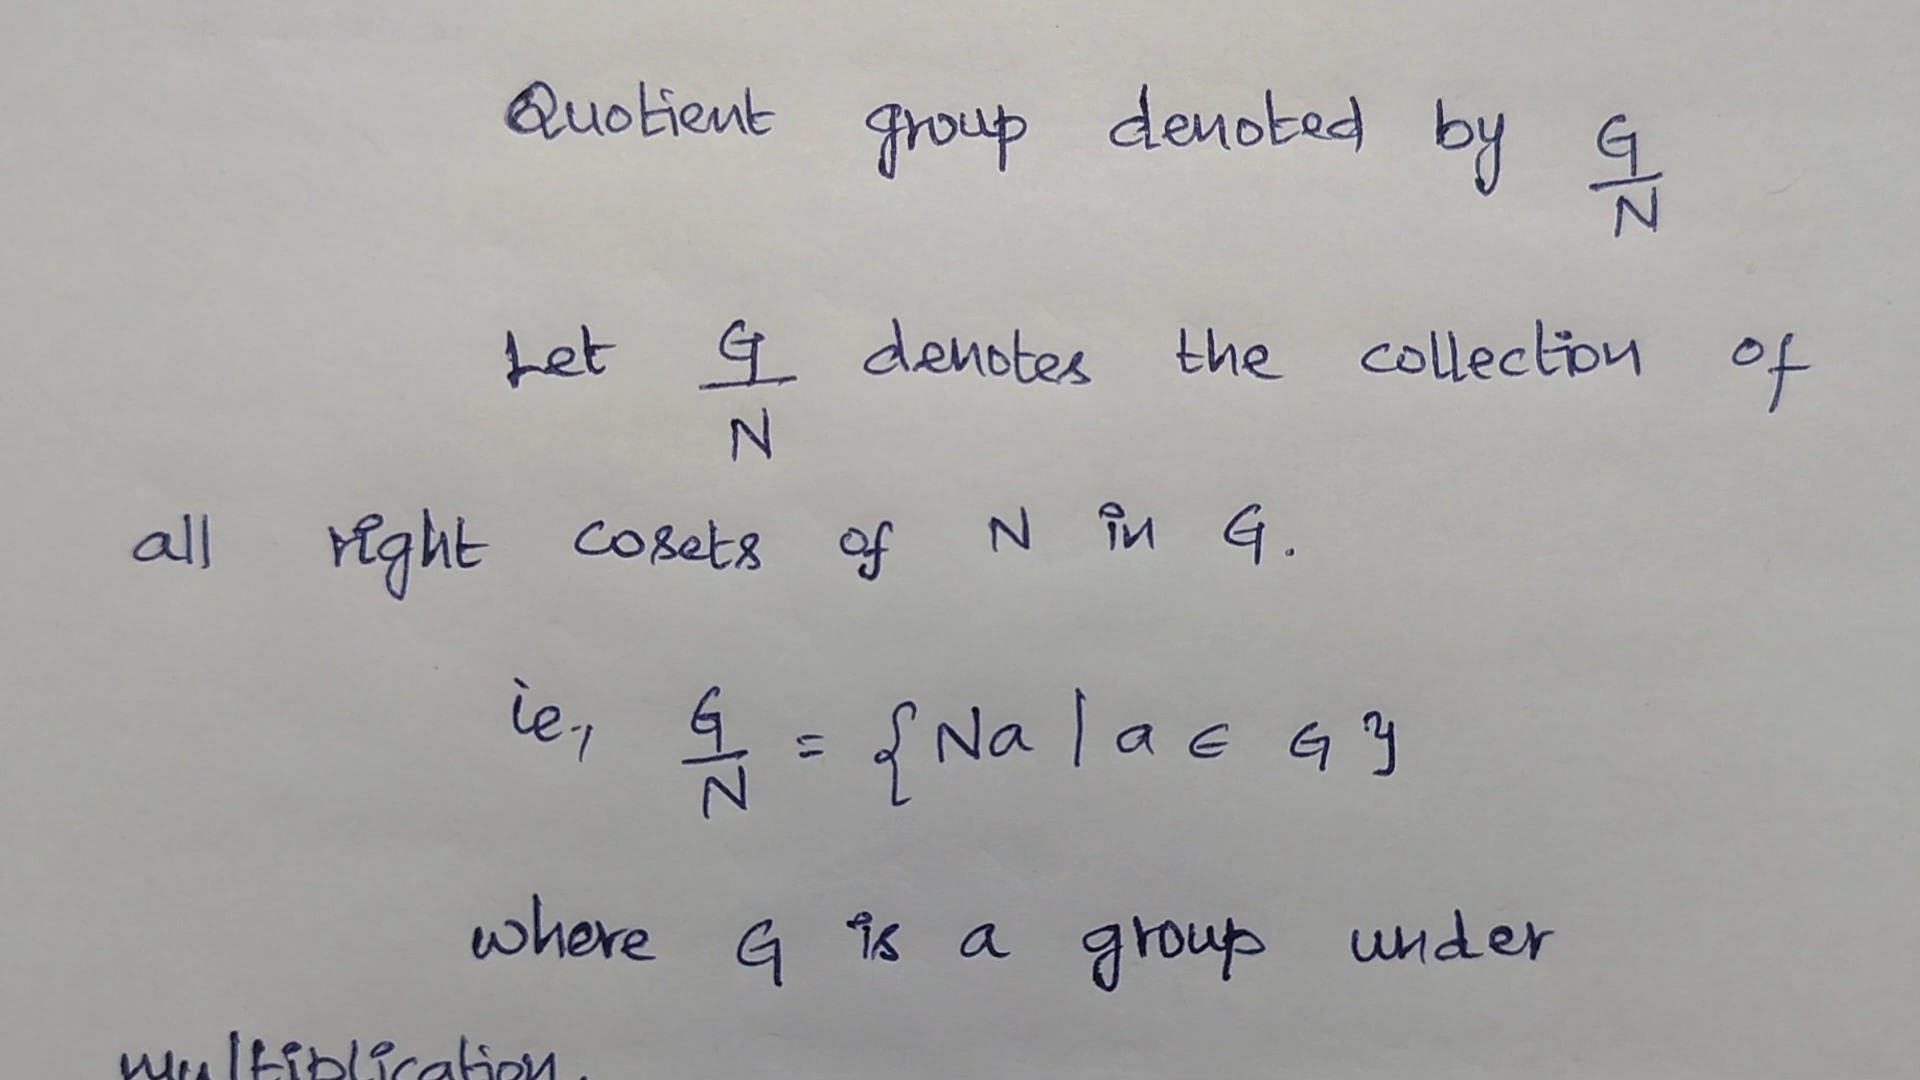 Quotient group denoted by G/N
Let G/N denotes the collection of
all right cosets of N in G.
ie., G/N = {Na | a ∈ G}
where G is a group under
multiplication.